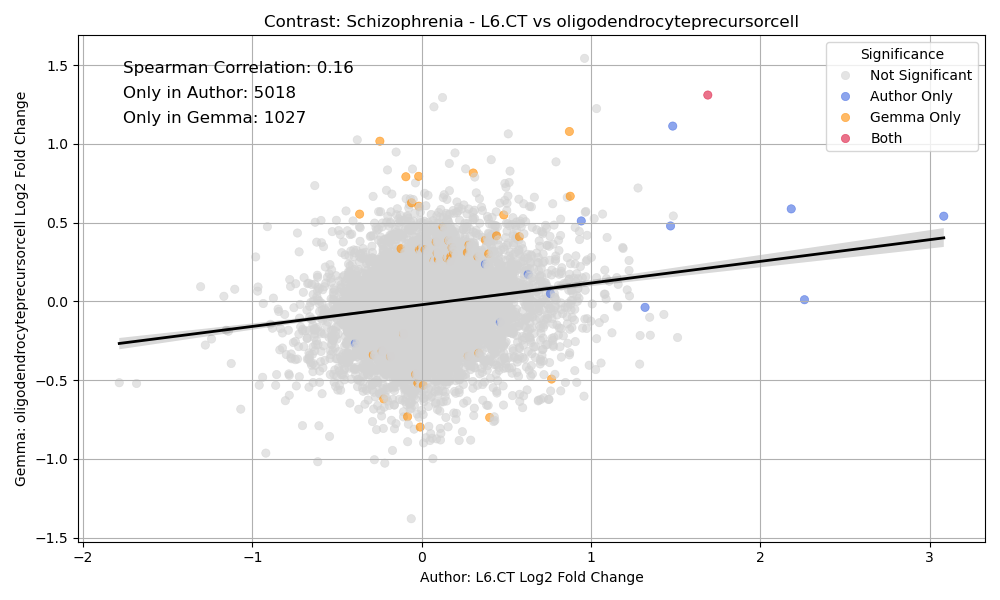 Contrast: Schizophrenia - L6.CT vs oligodendrocyteprecursorcell
Spearman Correlation: 0.16
Only in Author: 5018
Only in Gemma: 1027
Significance
Not Significant
Author Only
Gemma Only
Both
Gemma: oligodendrocyteprecursorcell Log2 Fold Change
1.5
1.0
0.5
0.0
−0.5
−1.0
−1.5
−2
−1
0
1
2
3
Author: L6.CT Log2 Fold Change